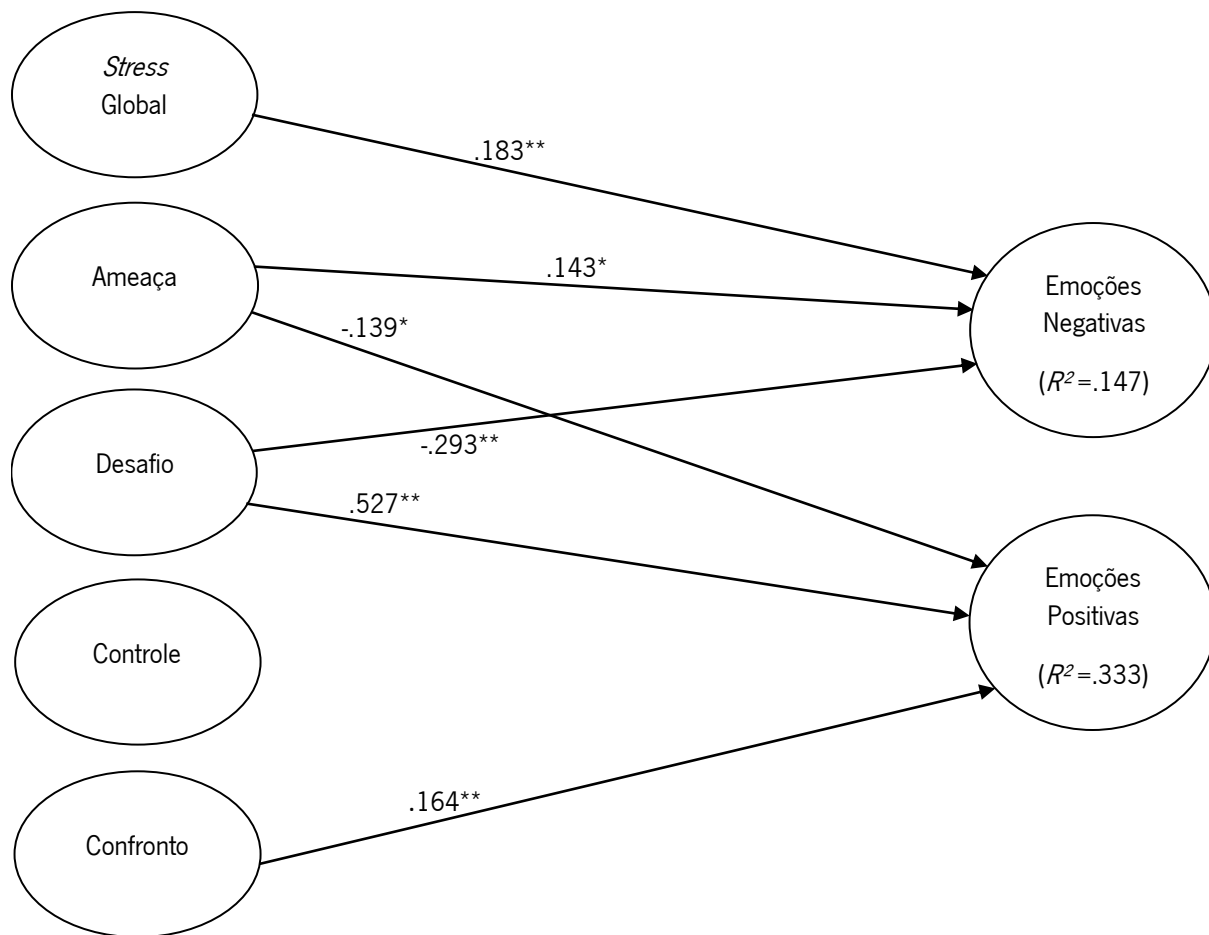 Stress
Global
.183**
Ameaça
.143*
Emoções
Negativas
(R² =.147)
-.139*
Desafio
-.293**
.527**
Emoções
Positivas
(R² =.333)
Controle
.164**
Confronto